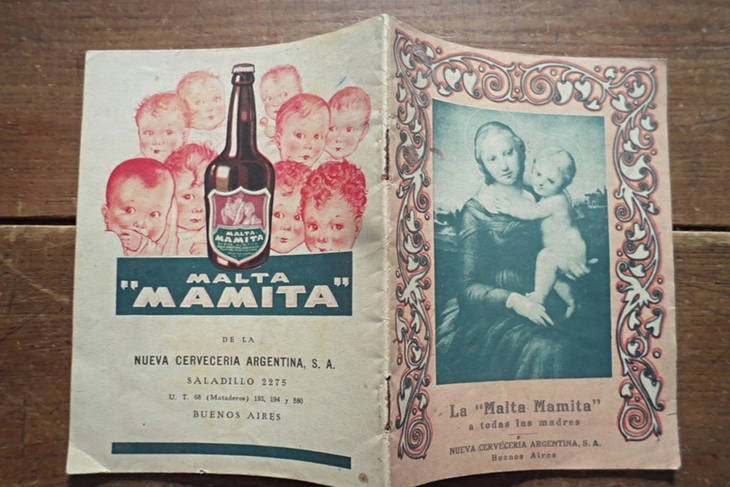 MALTA
MAMITA
MALTA
"MAMITA"
DE LA
NUEVA CERVECERIA ARGENTINA, S. A.
SALADILLO 2275
U. T. 68 (Mataderos) 193, 194 y 580
BUENOS AIRES
La "Malta Mamita"
a todas las madres
NUEVA CERVECERIA ARGENTINA, S. A.
Buenos Aires